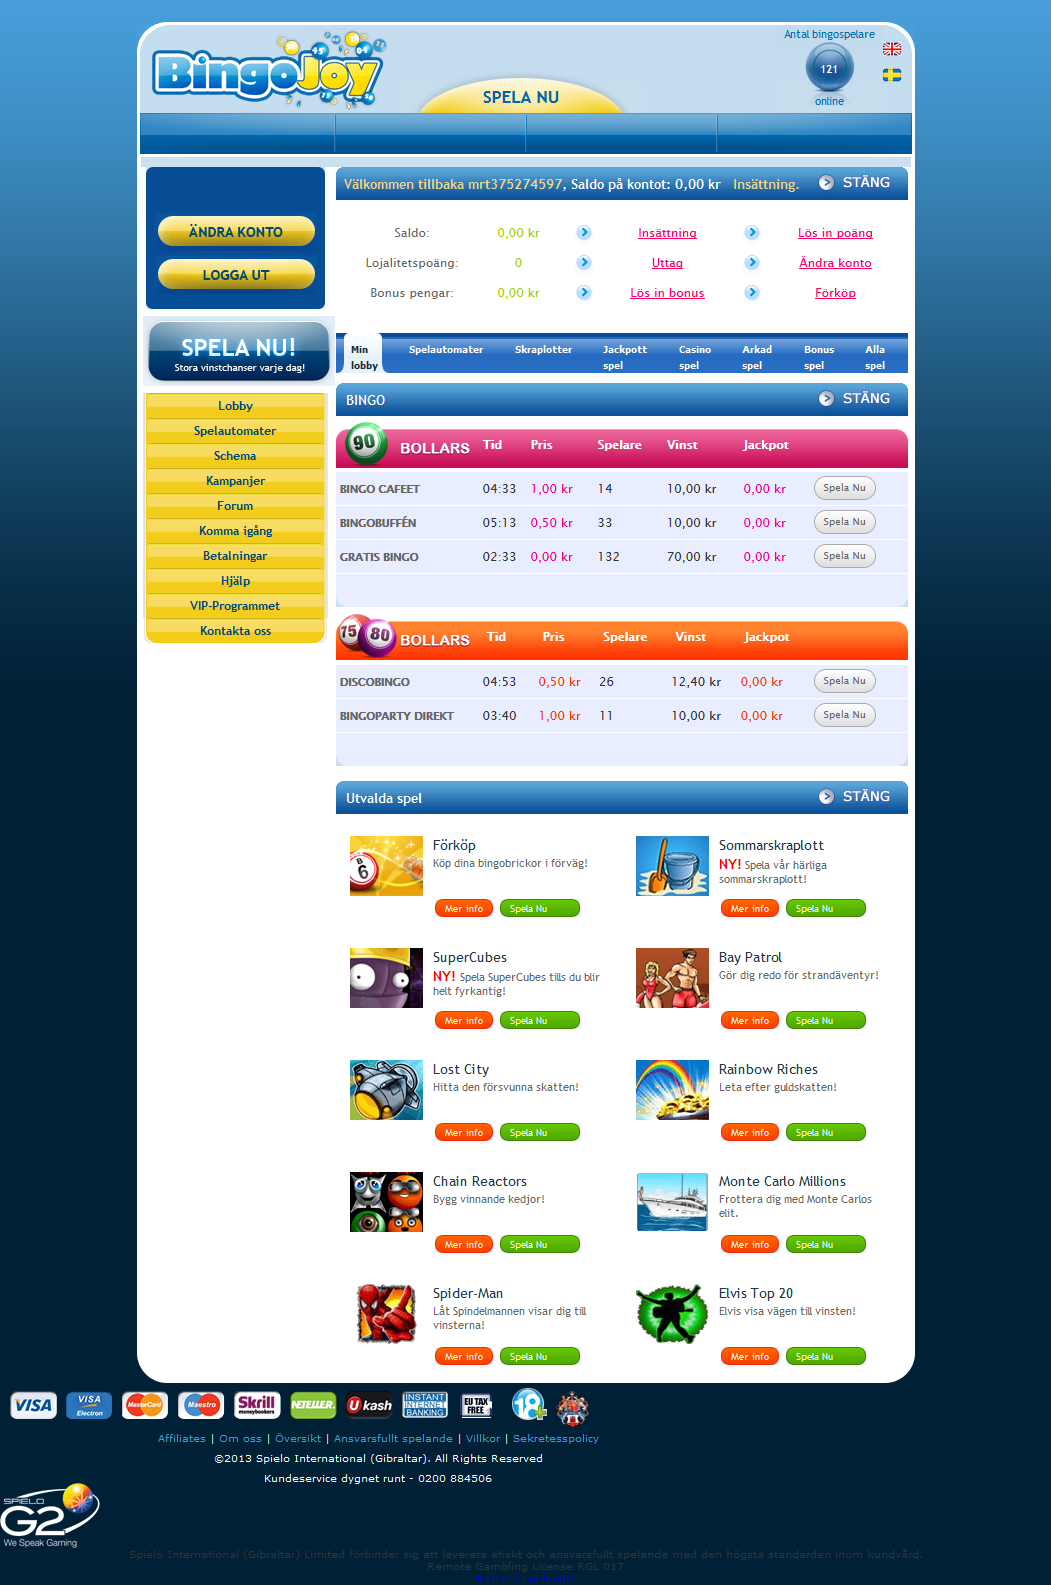 BingoJoy
SPELA NU
Antal bingospelare
121
online
ÄNDRA KONTO
LOGGA UT
SPELA NU!
Stora vinstchanser varje dag!
Lobby
Spelautomater
Schema
Kampanjer
Forum
Komma igång
Betalningar
Hjälp
VIP-Programmet
Kontakta oss
Välkommen tillbaka mrt375274597, Saldo på kontot: 0,00 kr Insättning. STÄNG
Saldo: 0,00 kr Insättning Lös in poäng
Lojalitetspoäng: 0 Uttag Ändra konto
Bonus pengar: 0,00 kr Lös in bonus Förköp
Min lobby Spelautomater Skraplotter Jackpott spel Casino spel Arkad spel Bonus spel Alla spel
BINGO STÄNG
90 BOLLARS Tid Pris Spelare Vinst Jackpot
BINGO CAFEET 04:33 1,00 kr 14 10,00 kr 0,00 kr Spela Nu
BINGOBUFFÉN 05:13 0,50 kr 33 10,00 kr 0,00 kr Spela Nu
GRATIS BINGO 02:33 0,00 kr 132 70,00 kr 0,00 kr Spela Nu
75 80 BOLLARS Tid Pris Spelare Vinst Jackpot
DISCOBINGO 04:53 0,50 kr 26 12,40 kr 0,00 kr Spela Nu
BINGOPARTY DIREKT 03:40 1,00 kr 11 10,00 kr 0,00 kr Spela Nu
Utvalda spel STÄNG
Förköp
Köp dina bingobrickor i förväg!
Mer info Spela Nu
Sommarskraplott
NY! Spela vår härliga
sommarskraplott!
Mer info Spela Nu
SuperCubes
NY! Spela SuperCubes tills du blir
helt fyrkantig!
Mer info Spela Nu
Bay Patrol
Gör dig redo för strandäventyr!
Mer info Spela Nu
Lost City
Hitta den försvunna skatten!
Mer info Spela Nu
Rainbow Riches
Leta efter guldskatten!
Mer info Spela Nu
Chain Reactors
Bygg vinnande kedjor!
Mer info Spela Nu
Monte Carlo Millions
Frottera dig med Monte Carlos
elit.
Mer info Spela Nu
Spider-Man
Låt Spindelmannen visar dig till
vinsterna!
Mer info Spela Nu
Elvis Top 20
Elvis visa vägen till vinsten!
Mer info Spela Nu
VISA VISA Electron MasterCard Maestro Skrill moneybookers NETELLER Ukash INSTANT INTERNET BANKING EU TAX FREE 18+
Affiliates | Om oss | Översikt | Ansvarsfullt spelande | Villkor | Sekretesspolicy
©2013 Spielo International (Gibraltar). All Rights Reserved
Kundeservice dygnet runt - 0200 884506
SPIELO
G2
We Speak Gaming
Spielo International (Gibraltar) Limited förbinder sig att leverera etiskt och ansvarsfullt spelande med den högsta standarden inom kundvård.
Remote Gambling License RGL 017